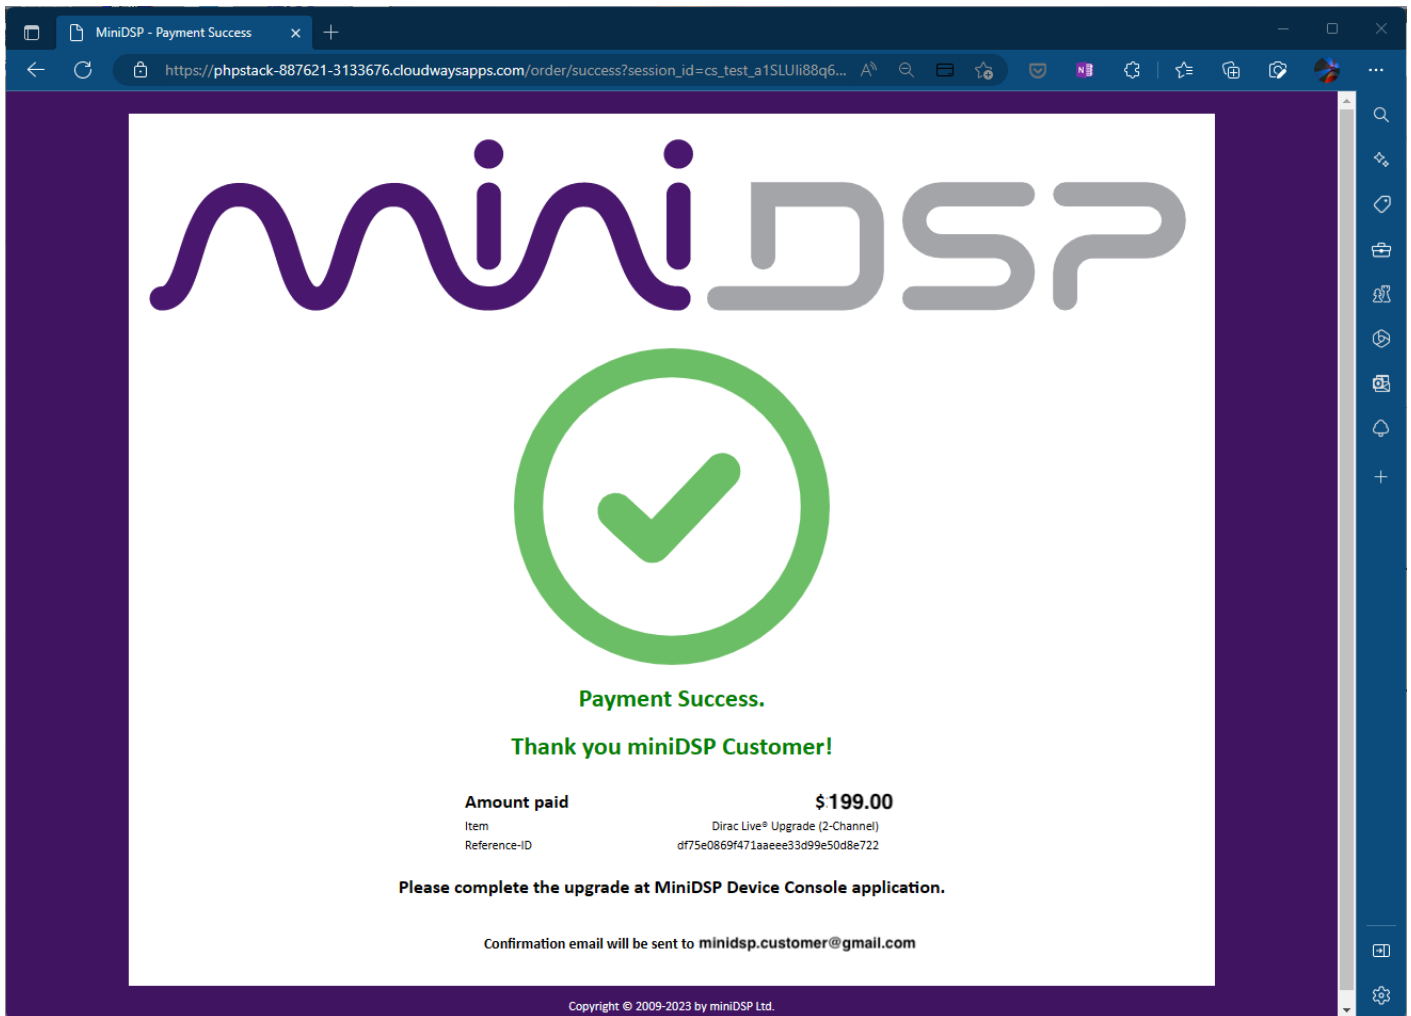 MiniDSP - Payment Success
https://phpstack-887621-3133676.cloudwaysapps.com/order/success?session_id=cs_test_a1SLUIi88q6...
miniDSP
Payment Success.
Thank you miniDSP Customer!
Amount paid $199.00
Item Dirac Live® Upgrade (2-Channel)
Reference-ID df75e0869f471aaeee33d99e50d8e722
Please complete the upgrade at MiniDSP Device Console application.
Confirmation email will be sent to minidsp.customer@gmail.com
Copyright © 2009-2023 by miniDSP Ltd.